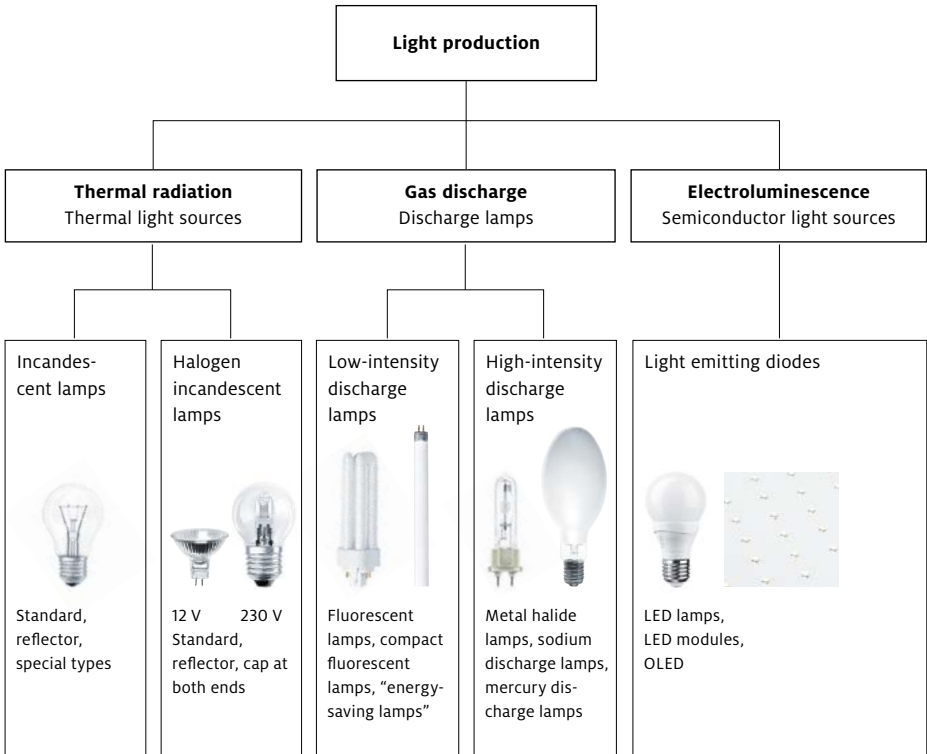 Light production
Thermal radiation
Thermal light sources
Gas discharge
Discharge lamps
Electroluminescence
Semiconductor light sources
Incandes-
cent lamps
Standard,
reflector,
special types
Halogen
incandescent
lamps
12 V 230 V
Standard,
reflector, cap at
both ends
Low-intensity
discharge
lamps
Fluorescent
lamps, compact
fluorescent
lamps, “energy-
saving lamps”
High-intensity
discharge
lamps
Metal halide
lamps, sodium
discharge lamps,
mercury dis-
charge lamps
Light emitting diodes
LED lamps,
LED modules,
OLED